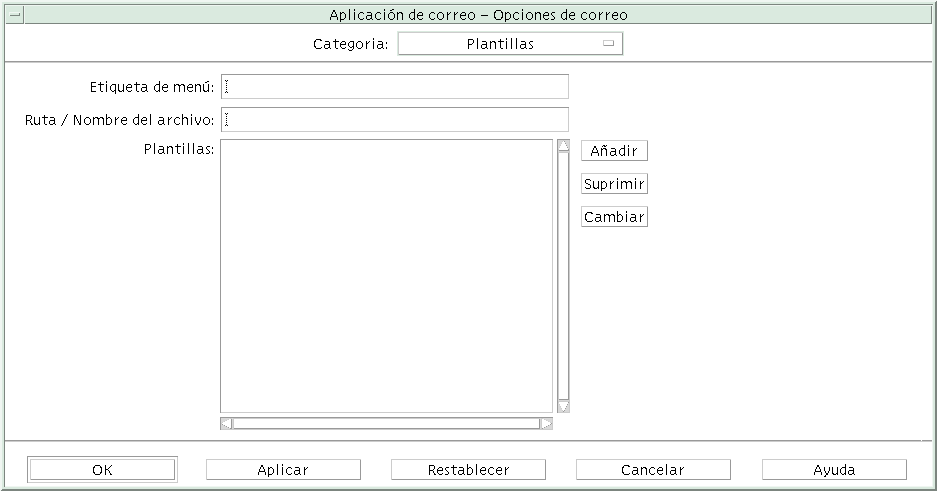 Aplicación de correo – Opciones de correo
Categoria: Plantillas
Etiqueta de menú:
Ruta / Nombre del archivo:
Plantillas:
Añadir
Suprimir
Cambiar
OK Aplicar Restablecer Cancelar Ayuda